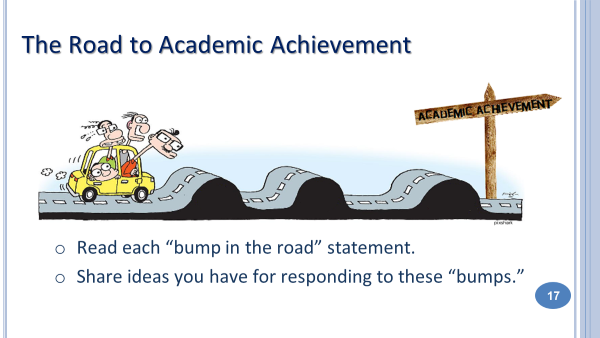 The Road to Academic Achievement
ACADEMIC ACHIEVEMENT
Read each “bump in the road” statement.
Share ideas you have for responding to these “bumps.”
17